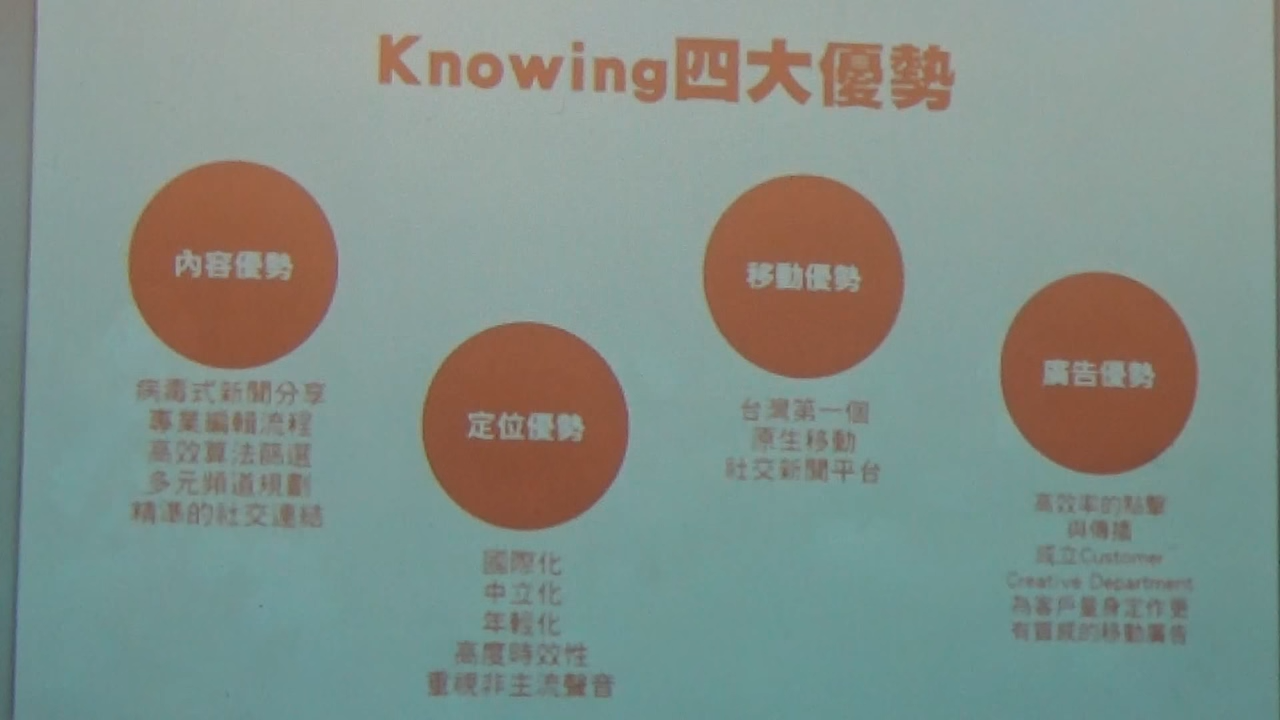 Knowing四大優勢
內容優勢
病毒式新聞分享
專業編輯流程
高效算法篩選
多元頻道規劃
精準的社交連結
定位優勢
國際化
中立化
年輕化
高度時效性
重視非主流聲音
移動優勢
台灣第一個
原生移動
社交新聞平台
廣告優勢
高效率的點擊
與傳播
成立Customer
Creative Department
為客戶量身定作更
有質感的移動廣告